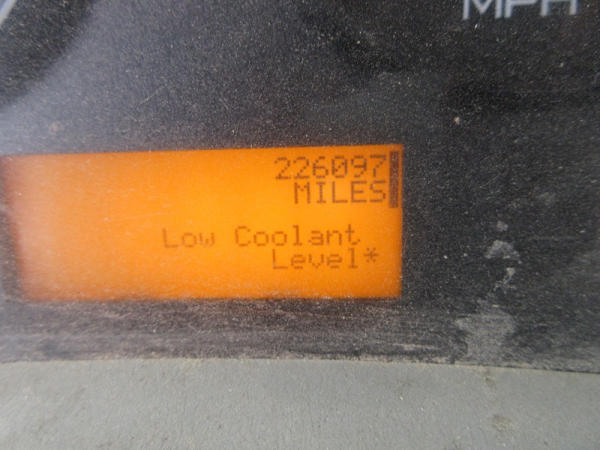 MPH
226097
MILES
Low Coolant
Level*